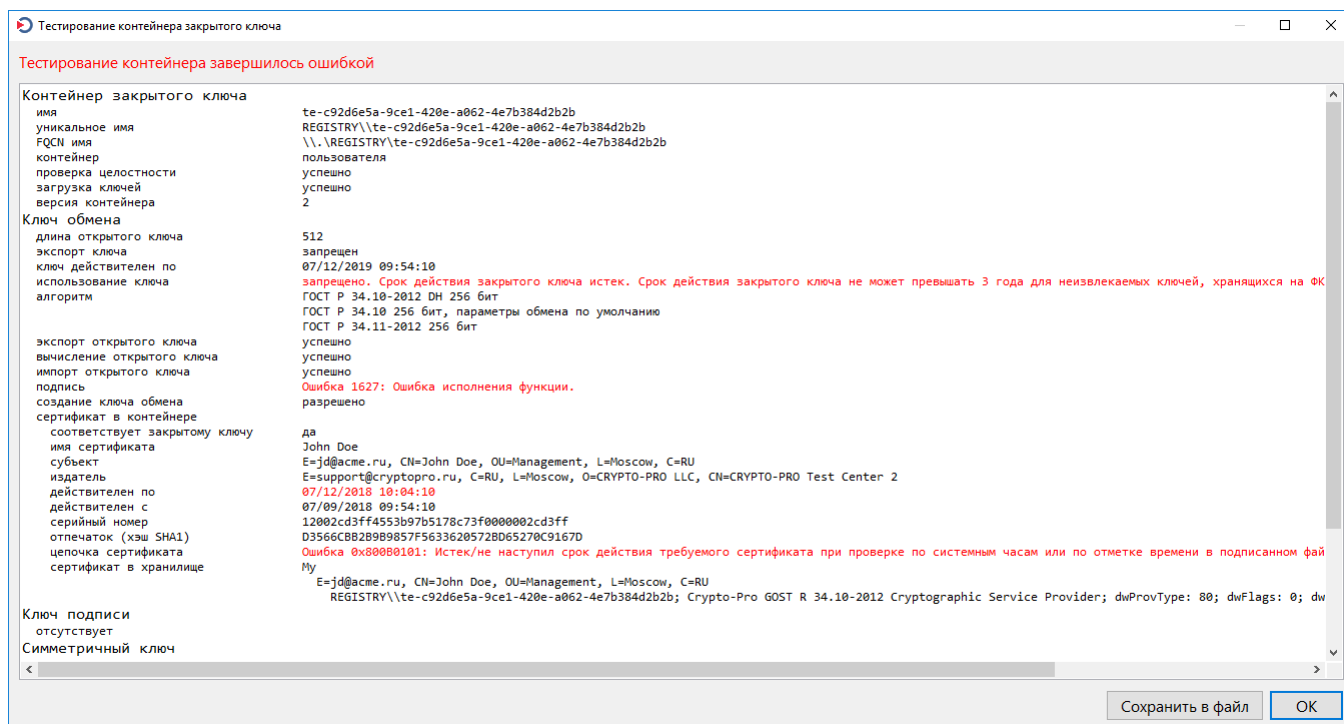 Тестирование контейнера закрытого ключа
Тестирование контейнера завершилось ошибкой
Контейнер закрытого ключа
имя te-c92d6e5a-9ce1-420e-a062-4e7b384d2b2b
уникальное имя REGISTRY\\te-c92d6e5a-9ce1-420e-a062-4e7b384d2b2b
FQCN имя \\.\REGISTRY\te-c92d6e5a-9ce1-420e-a062-4e7b384d2b2b
контейнер пользователя
проверка целостности успешно
загрузка ключей успешно
версия контейнера 2
Ключ обмена
длина открытого ключа 512
экспорт ключа запрещен
ключ действителен по 07/12/2019 09:54:10
использование ключа запрещено. Срок действия закрытого ключа истек. Срок действия закрытого ключа не может превышать 3 года для неизвлекаемых ключей, хранящихся на ФК
алгоритм ГОСТ Р 34.10-2012 DH 256 бит
ГОСТ Р 34.10 256 бит, параметры обмена по умолчанию
ГОСТ Р 34.11-2012 256 бит
экспорт открытого ключа успешно
вычисление открытого ключа успешно
импорт открытого ключа успешно
подпись Ошибка 1627: Ошибка исполнения функции.
создание ключа обмена разрешено
сертификат в контейнере
соответствует закрытому ключу да
имя сертификата John Doe
субъект E=jd@acme.ru, CN=John Doe, OU=Management, L=Moscow, C=RU
издатель E=support@cryptopro.ru, C=RU, L=Moscow, O=CRYPTO-PRO LLC, CN=CRYPTO-PRO Test Center 2
действителен по 07/12/2018 10:04:10
действителен с 07/09/2018 09:54:10
серийный номер 12002cd3ff4553b97b5178c73f0000002cd3ff
отпечаток (хэш SHA1) D3566CBB2B9B9857F5633620572BD65270C9167D
цепочка сертификата Ошибка 0x800B0101: Истек/не наступил срок действия требуемого сертификата при проверке по системным часам или по отметке времени в подписанном фай
сертификат в хранилище My
E=jd@acme.ru, CN=John Doe, OU=Management, L=Moscow, C=RU
REGISTRY\\te-c92d6e5a-9ce1-420e-a062-4e7b384d2b2b; Crypto-Pro GOST R 34.10-2012 Cryptographic Service Provider; dwProvType: 80; dwFlags: 0; dw
Ключ подписи
отсутствует
Симметричный ключ
Сохранить в файл OK